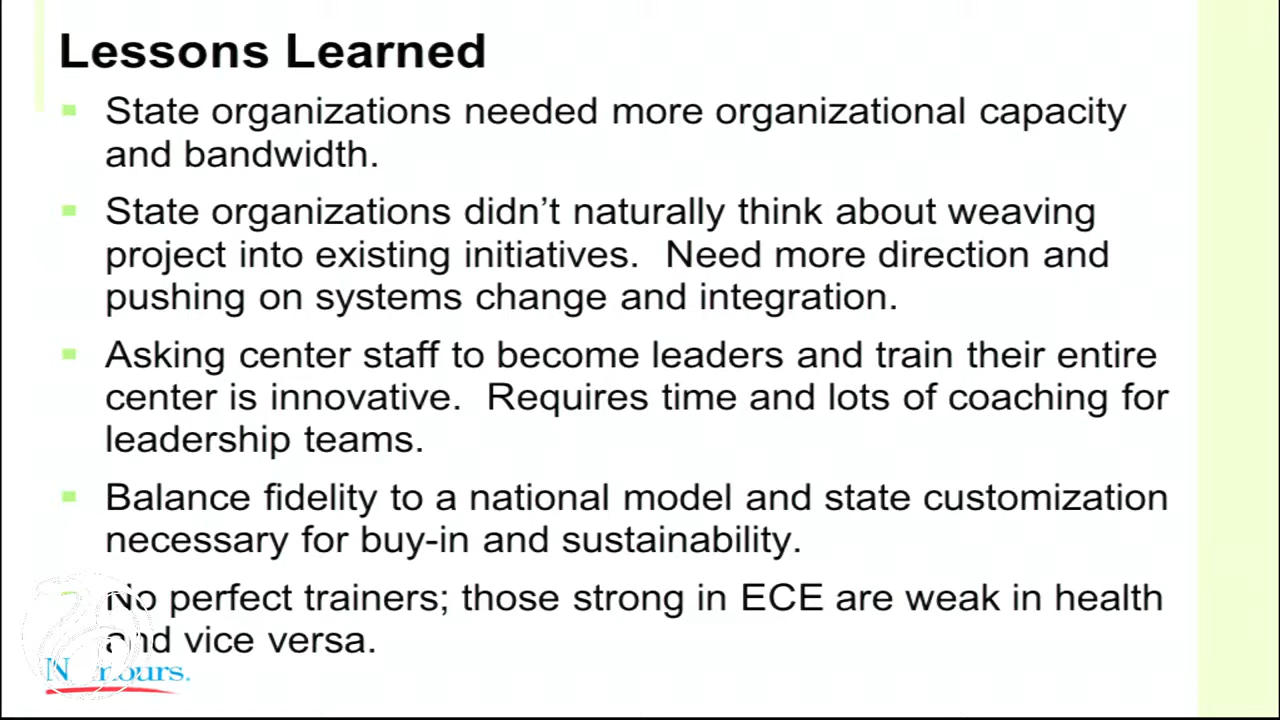 Lessons Learned
State organizations needed more organizational capacity
and bandwidth.
State organizations didn't naturally think about weaving
project into existing initiatives.  Need more direction and
pushing on systems change and integration.
Asking center staff to become leaders and train their entire
center is innovative.  Requires time and lots of coaching for
leadership teams.
Balance fidelity to a national model and state customization
necessary for buy-in and sustainability.
No perfect trainers; those strong in ECE are weak in health
and vice versa.